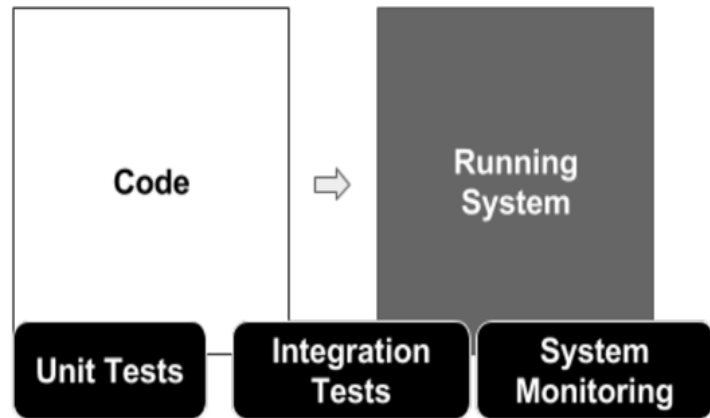 Code
Running
System
Unit Tests
Integration
Tests
System
Monitoring